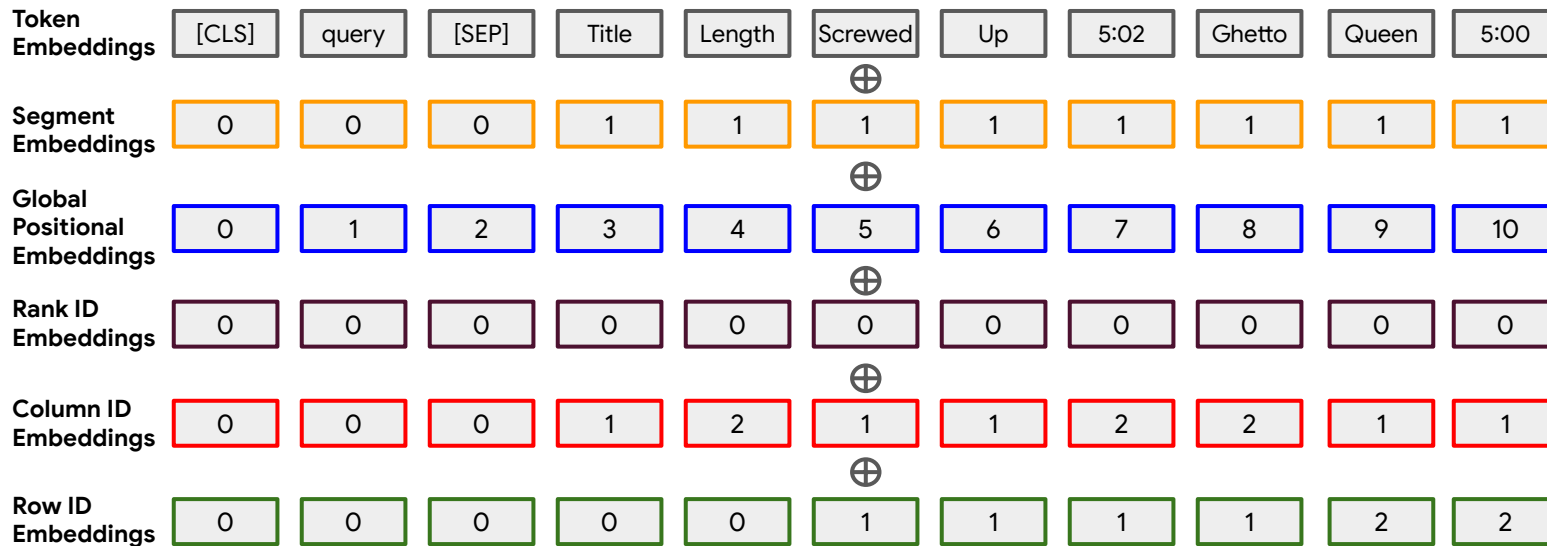 Token
Embeddings
[CLS] query [SEP] Title Length Screwed Up 5:02 Ghetto Queen 5:00
Segment
Embeddings
0 0 0 1 1 1 1 1 1 1 1
Global
Positional
Embeddings
0 1 2 3 4 5 6 7 8 9 10
Rank ID
Embeddings
0 0 0 0 0 0 0 0 0 0 0
Column ID
Embeddings
0 0 0 1 2 1 1 2 2 1 1
Row ID
Embeddings
0 0 0 0 0 1 1 1 1 2 2